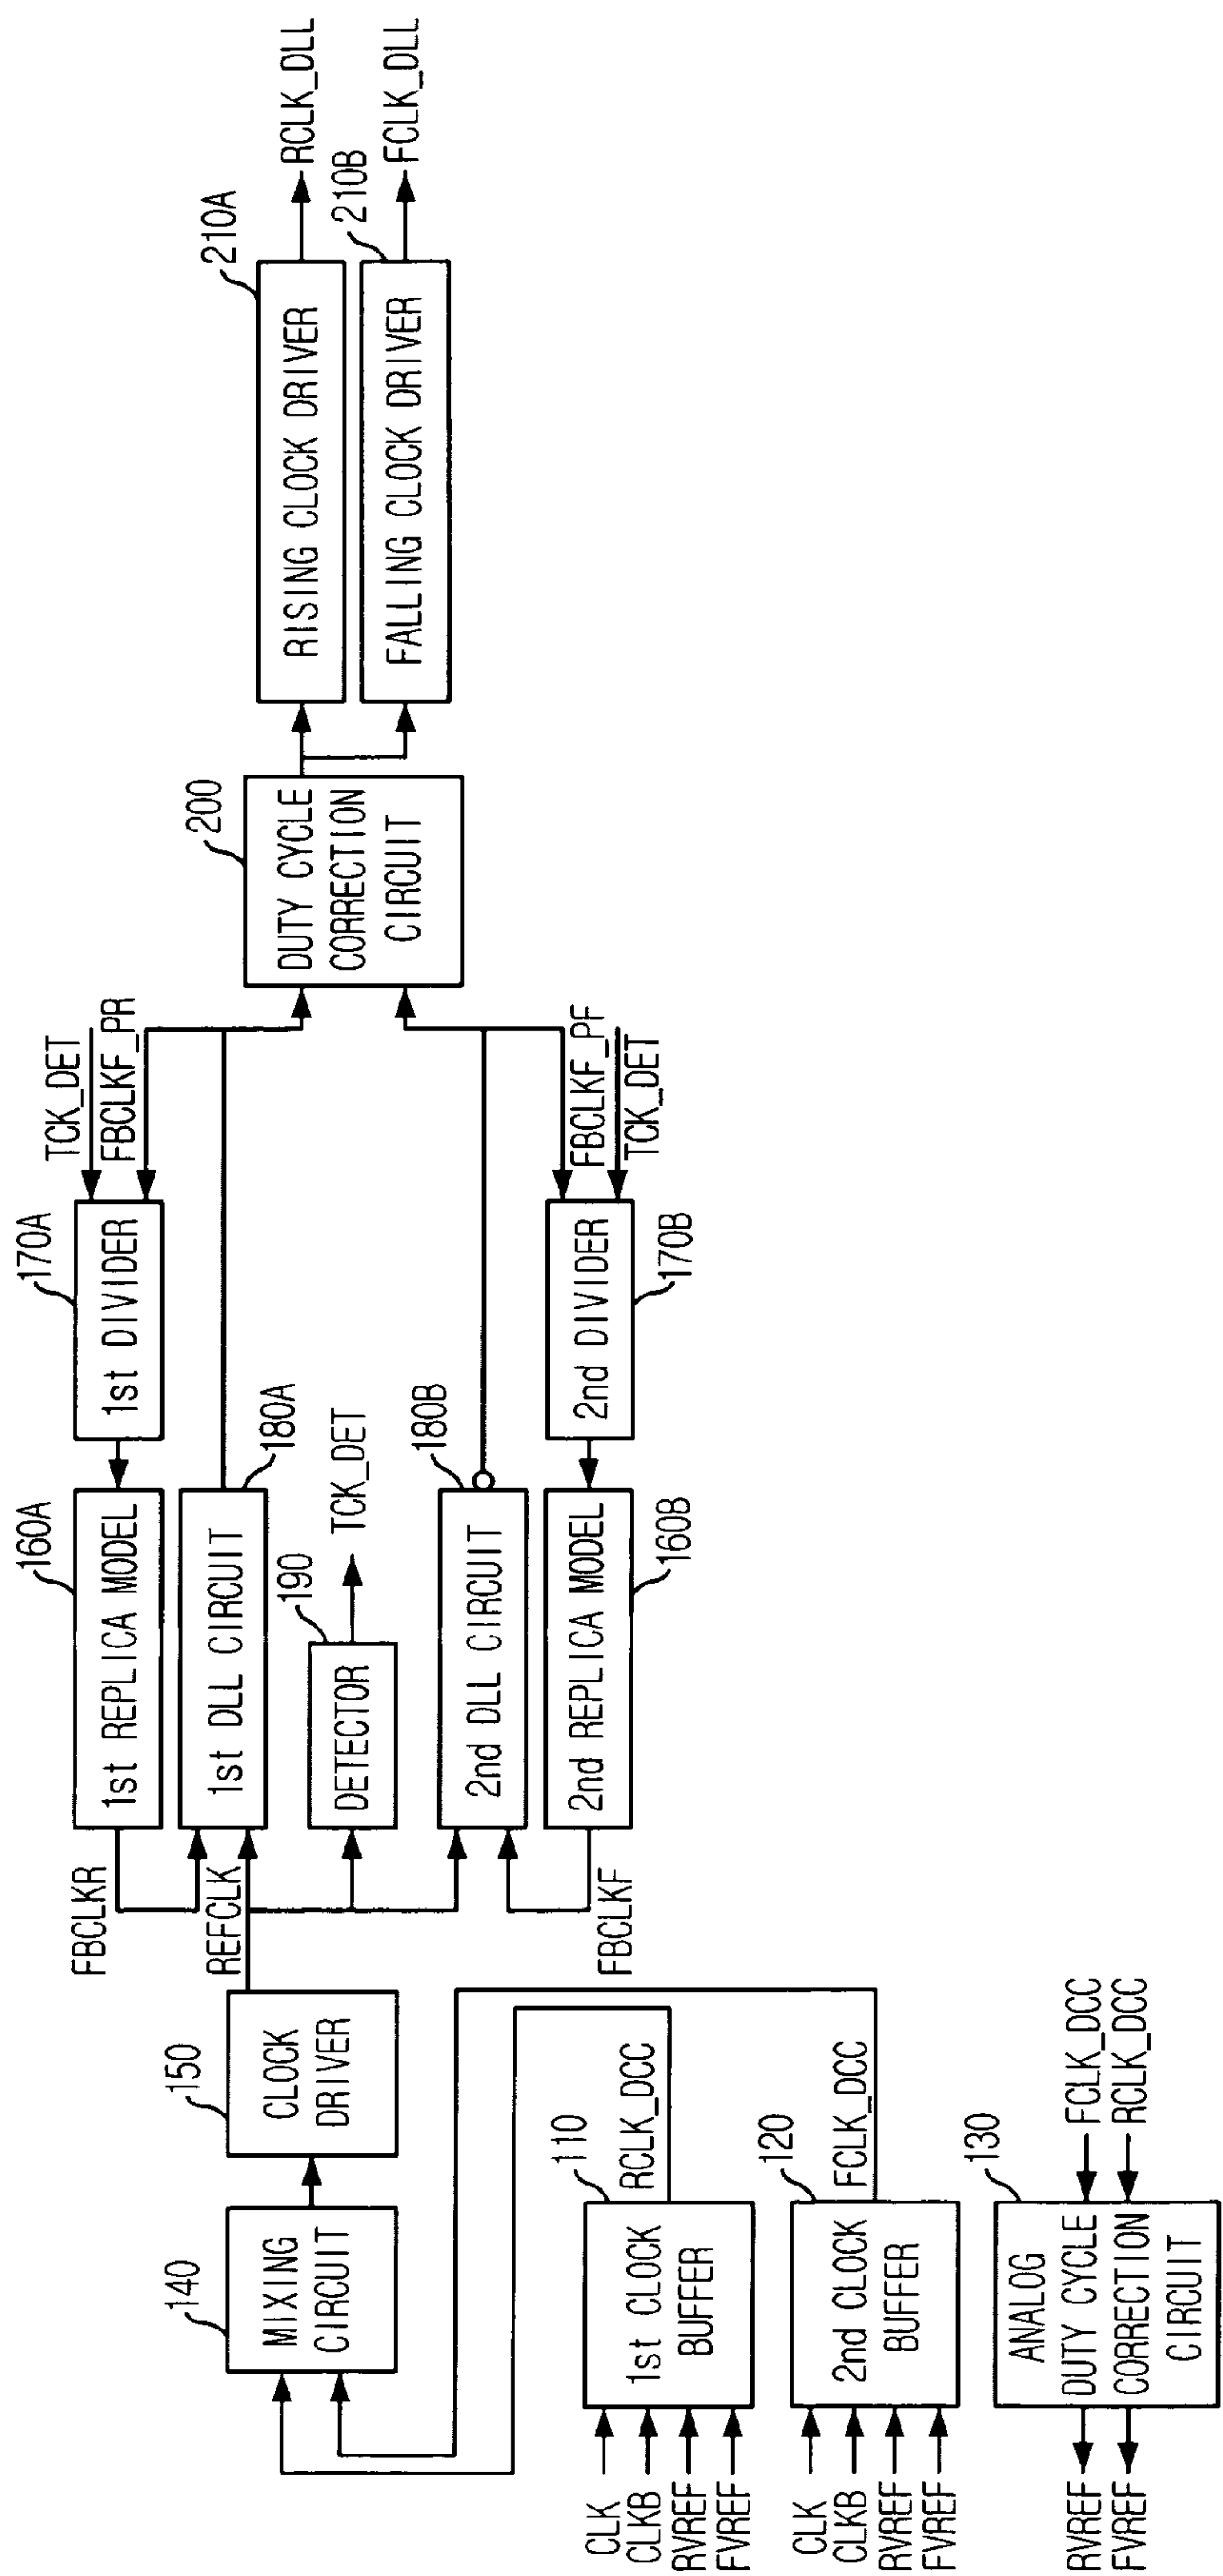 FBCLKR
160A
1st REPLICA MODEL
170A
1st DIVIDER
TCK_DET
FBCLKF_PR
REFCLK
1st DLL CIRCUIT
180A
140
MIXING
CIRCUIT
150
CLOCK
DRIVER
190
DETECTOR
TCK_DET
200
DUTY CYCLE
CORRECTION
CIRCUIT
210A
RISING CLOCK DRIVER
RCLK_DLL
210B
FALLING CLOCK DRIVER
FCLK_DLL
180B
2nd DLL CIRCUIT
FBCLKF
2nd REPLICA MODEL
160B
2nd DIVIDER
170B
FBCLKF_PF
TCK_DET
CLK
CLKB
RVREF
FVREF
110
1st CLOCK
BUFFER
RCLK_DCC
CLK
CLKB
RVREF
FVREF
120
2nd CLOCK
BUFFER
FCLK_DCC
RVREF
FVREF
130
ANALOG
DUTY CYCLE
CORRECTION
CIRCUIT
FCLK_DCC
RCLK_DCC